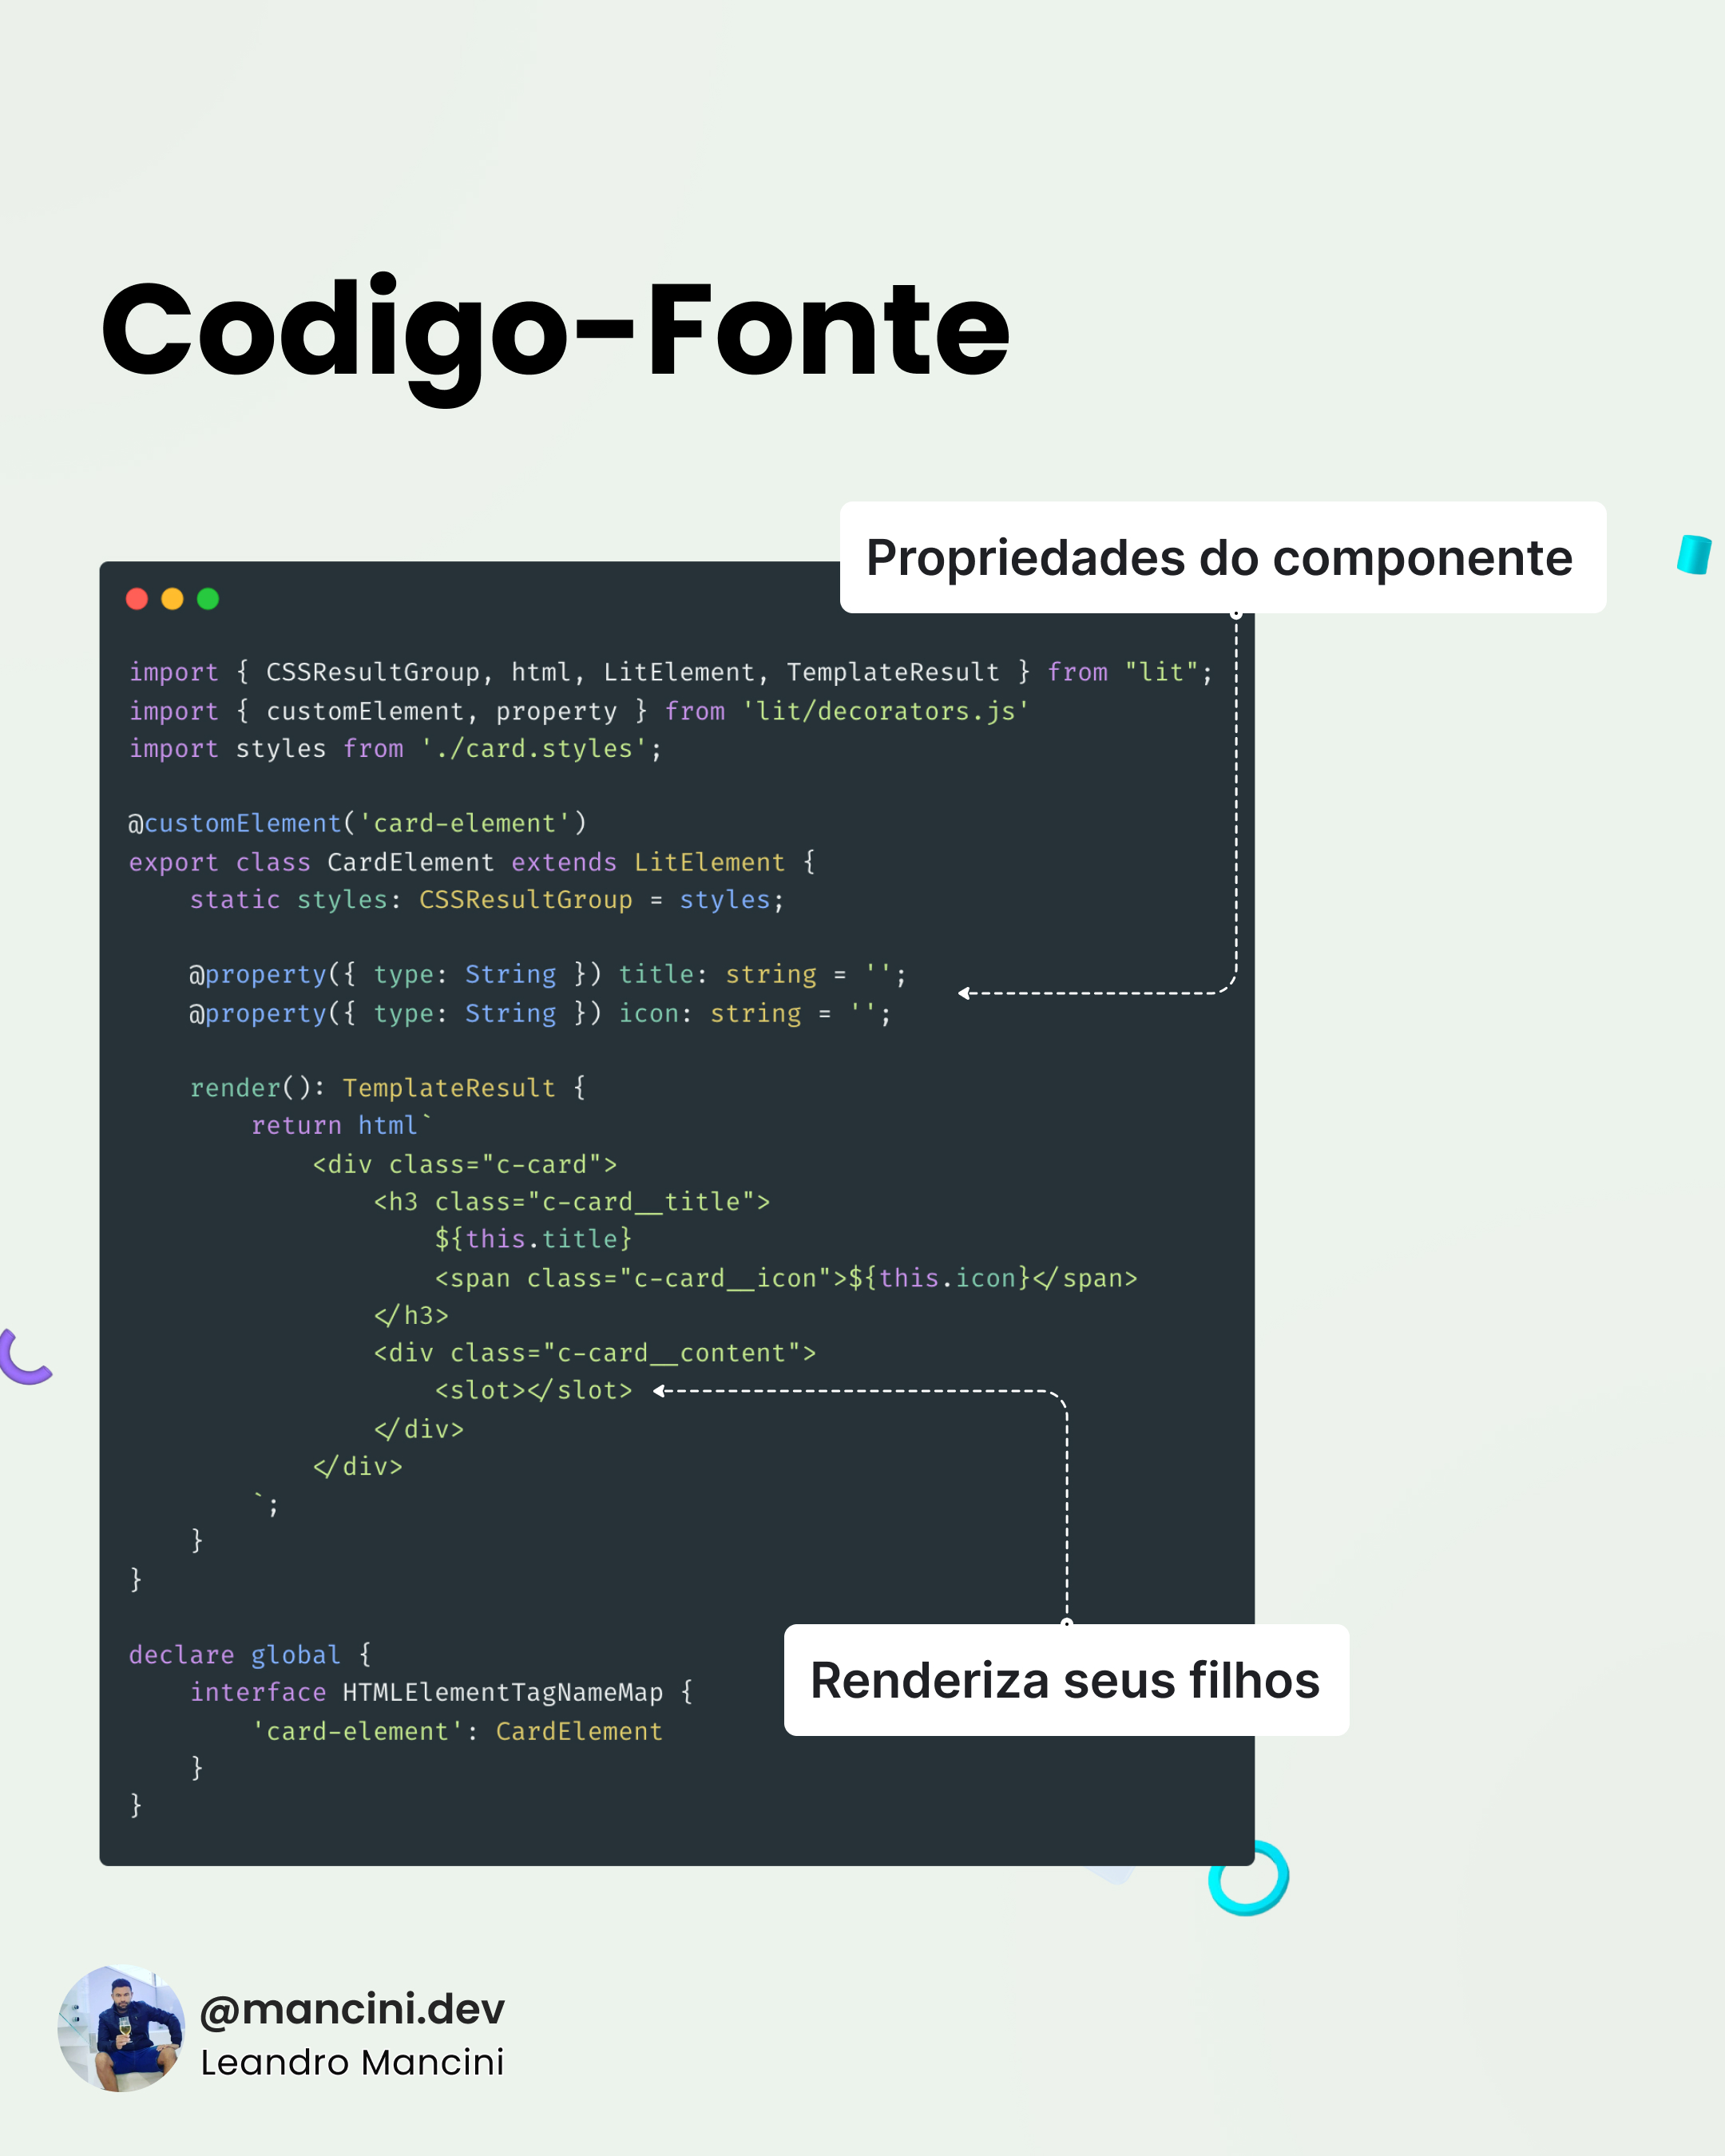 Codigo-Fonte
Propriedades do componente
import { CSSResultGroup, html, LitElement, TemplateResult } from "lit";
import { customElement, property } from 'lit/decorators.js'
import styles from './card.styles';
@customElement('card-element')
export class CardElement extends LitElement {
    static styles: CSSResultGroup = styles;
    @property({ type: String }) title: string = '';
    @property({ type: String }) icon: string = '';
    render(): TemplateResult {
        return html`
            <div class="c-card">
                <h3 class="c-card__title">
                    ${this.title}
                    <span class="c-card__icon">${this.icon}</span>
                </h3>
                <div class="c-card__content">
                    <slot></slot>
                </div>
            </div>
        `;
    }
}
Renderiza seus filhos
declare global {
    interface HTMLElementTagNameMap {
        'card-element': CardElement
    }
}
@mancini.dev
Leandro Mancini